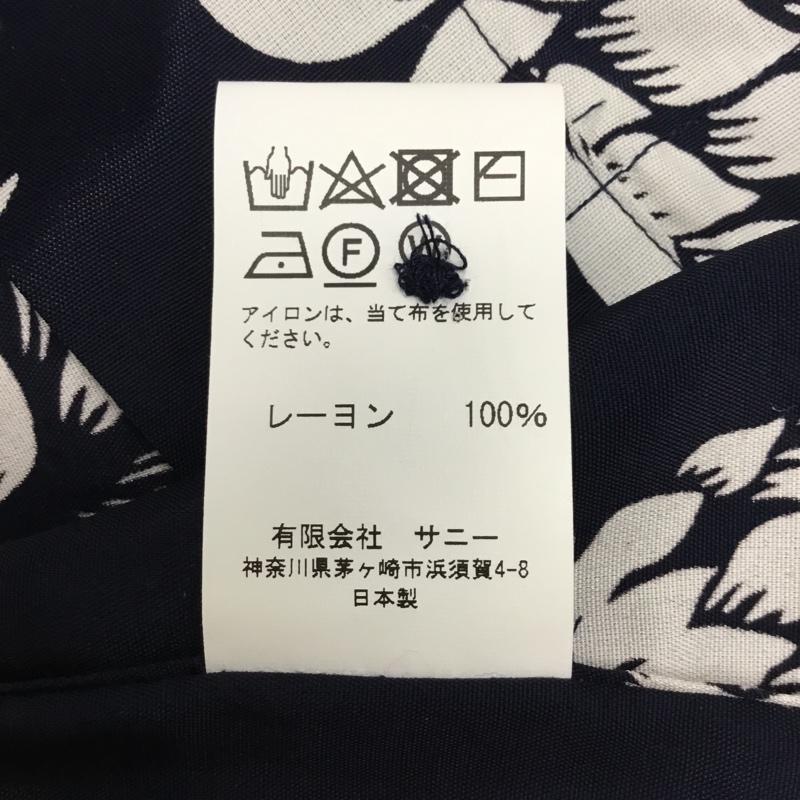 F
アイロンは、当て布を使用して
ください。
レーヨン 100%
有限会社 サニー
神奈川県茅ヶ崎市浜須賀4-8
日本製